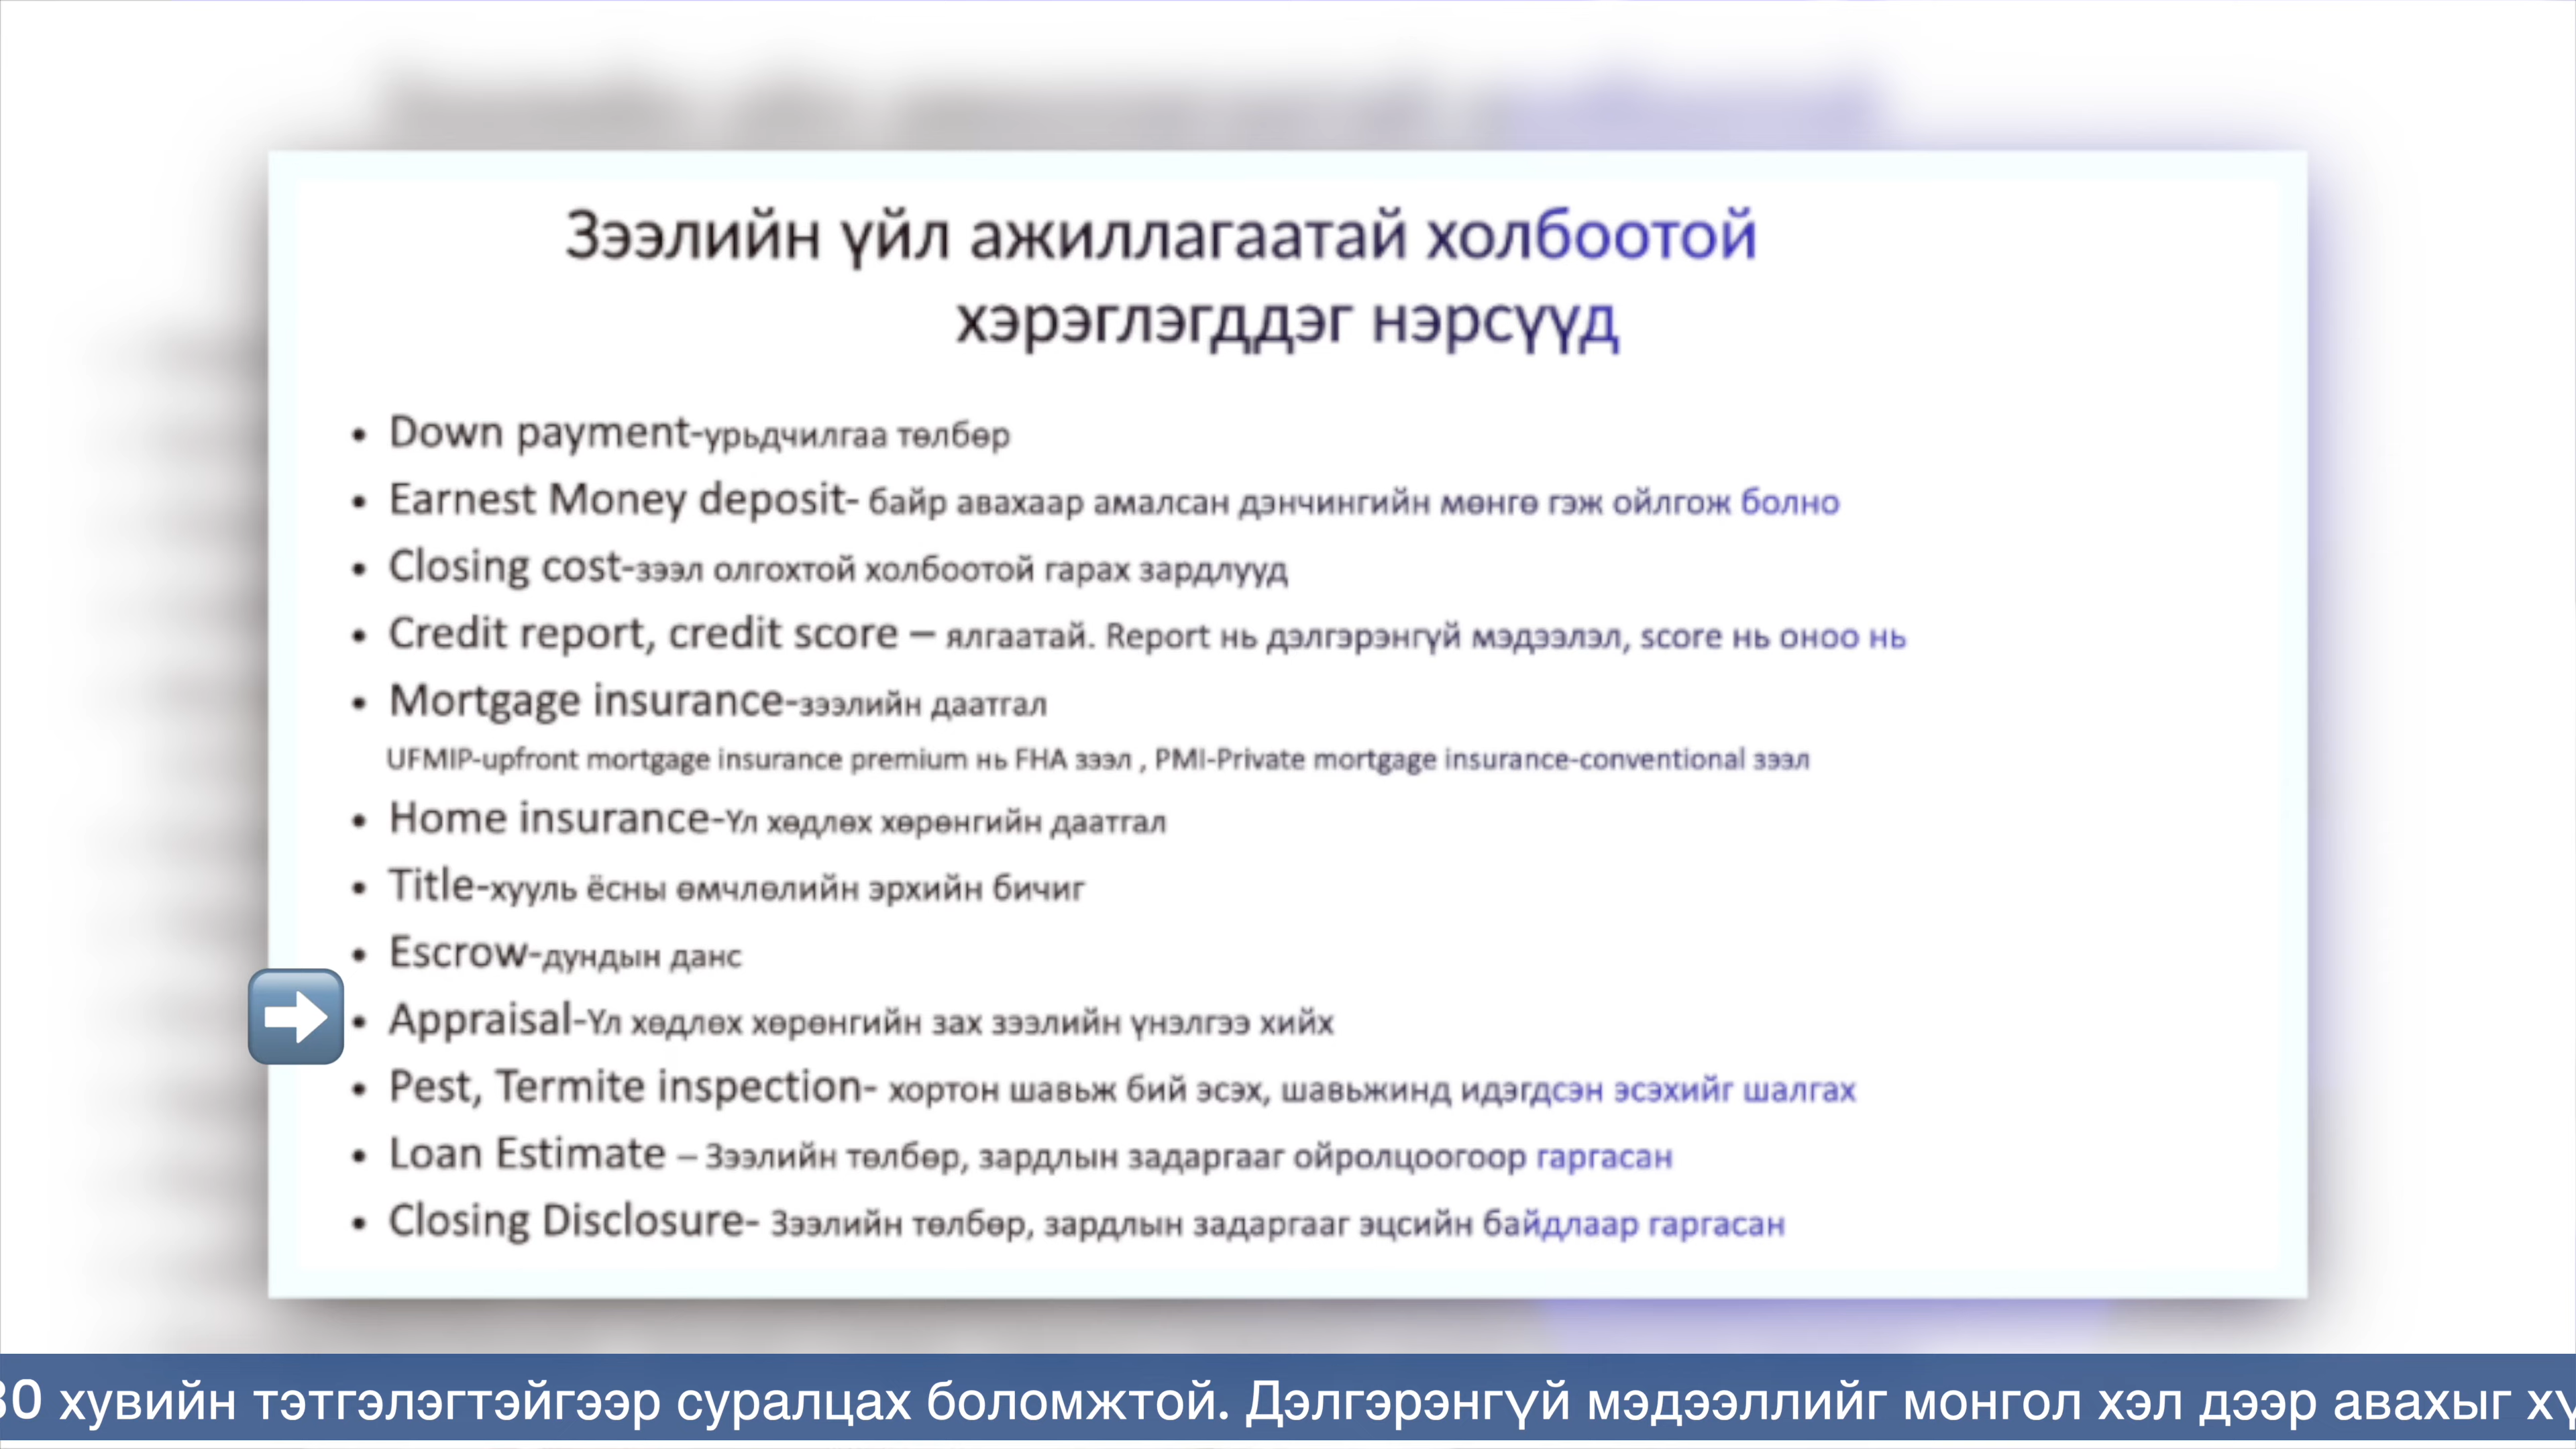 Зээлийн үйл ажиллагаатай холбоотой
хэрэглэгддэг нэрсүүд
• Down payment-урьдчилгаа төлбөр
• Earnest Money deposit- байр авахаар амалсан дэнчингийн мөнгө гэж ойлгож болно
• Closing cost-зээл олгохтой холбоотой гарах зардлууд
• Credit report, credit score – ялгаатай. Report нь дэлгэрэнгүй мэдээлэл, score нь оноо нь
• Mortgage insurance-зээлийн даатгал
UFMIP-upfront mortgage insurance premium нь FHA зээл , PMI-Private mortgage insurance-conventional зээл
• Home insurance-Үл хөдлөх хөрөнгийн даатгал
• Title-хууль ёсны өмчлөлийн эрхийн бичиг
• Escrow-дундын данс
• Appraisal-Үл хөдлөх хөрөнгийн зах зээлийн үнэлгээ хийх
• Pest, Termite inspection- хортон шавьж бий эсэх, шавьжинд идэгдсэн эсэхийг шалгах
• Loan Estimate – Зээлийн төлбөр, зардлын задаргааг ойролцоогоор гаргасан
• Closing Disclosure- Зээлийн төлбөр, зардлын задаргааг эцсийн байдлаар гаргасан
хувийн тэтгэлэгтэйгээр суралцах боломжтой. Дэлгэрэнгүй мэдээллийг монгол хэл дээр авахыг